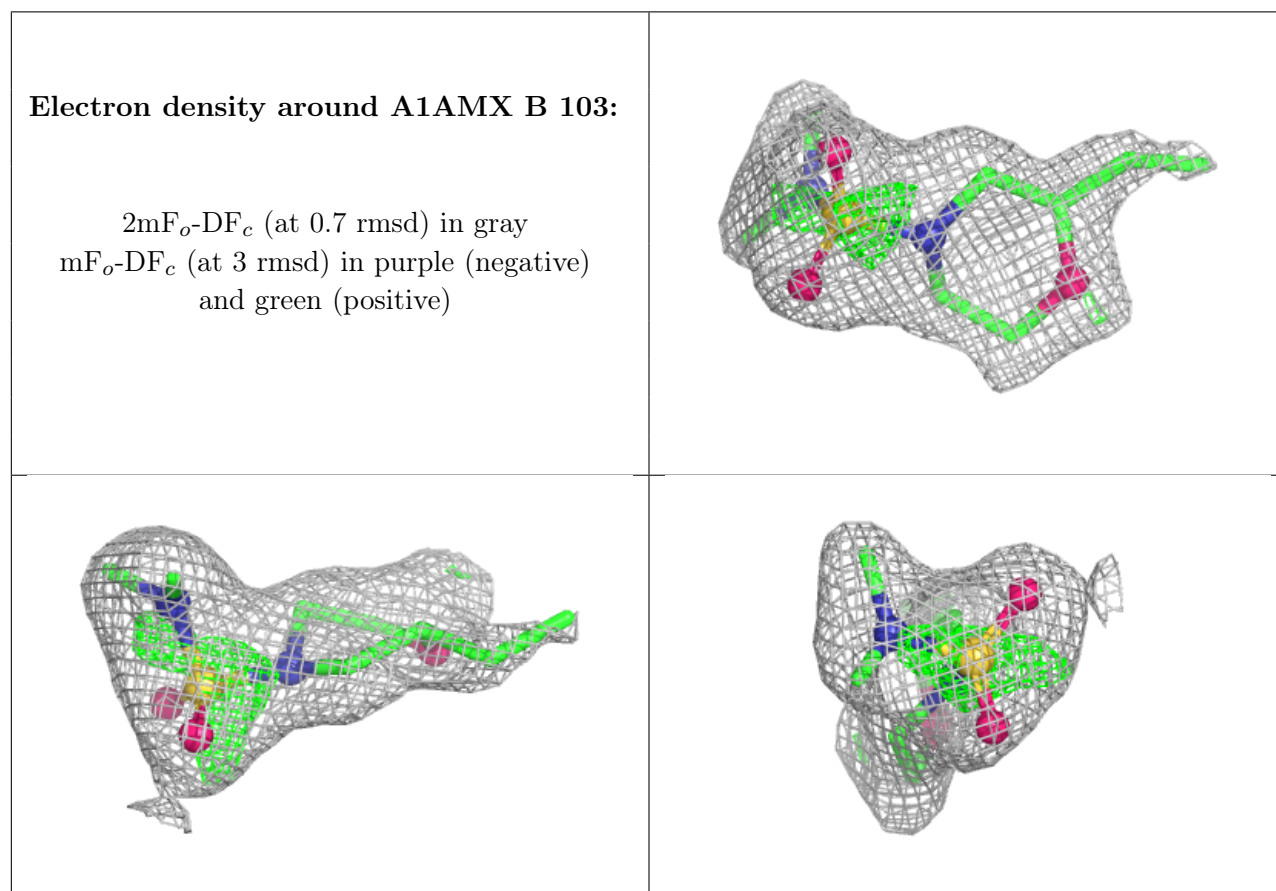 Electron density around A1AMX B 103:
2mFo-DFc (at 0.7 rmsd) in gray
mFo-DFc (at 3 rmsd) in purple (negative)
and green (positive)